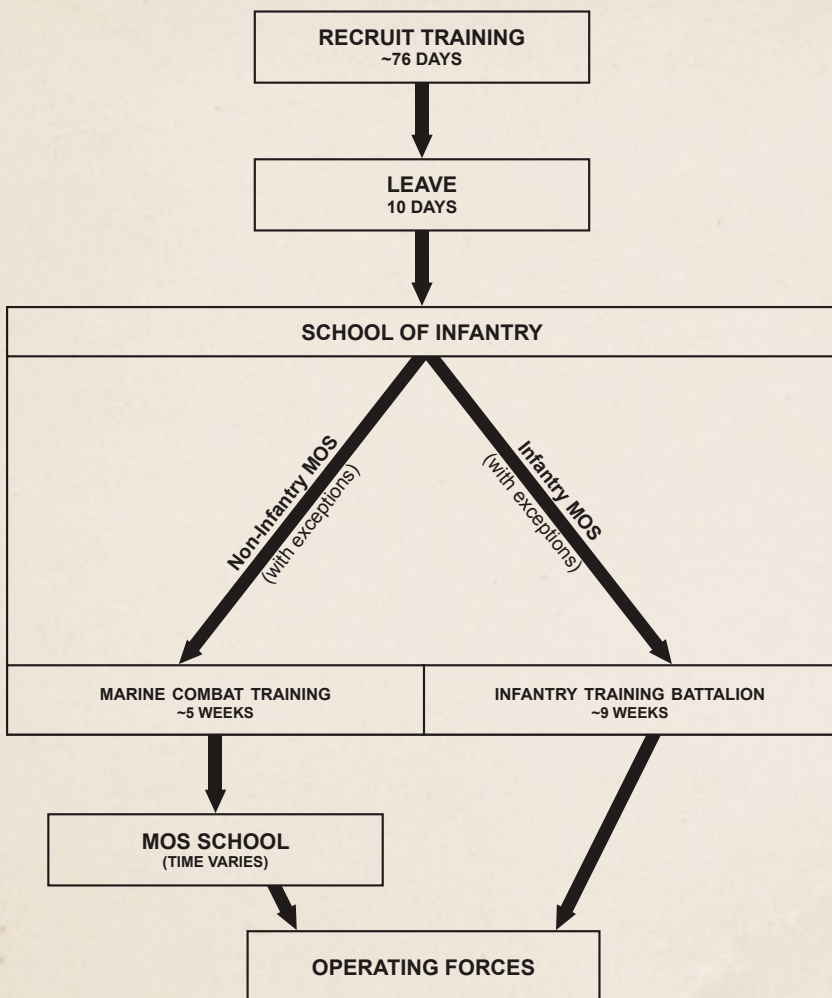 RECRUIT TRAINING
~76 DAYS
LEAVE
10 DAYS
SCHOOL OF INFANTRY
Non-Infantry MOS
(with exceptions)
Infantry MOS
(with exceptions)
MARINE COMBAT TRAINING
~5 WEEKS
INFANTRY TRAINING BATTALION
~9 WEEKS
MOS SCHOOL
(TIME VARIES)
OPERATING FORCES